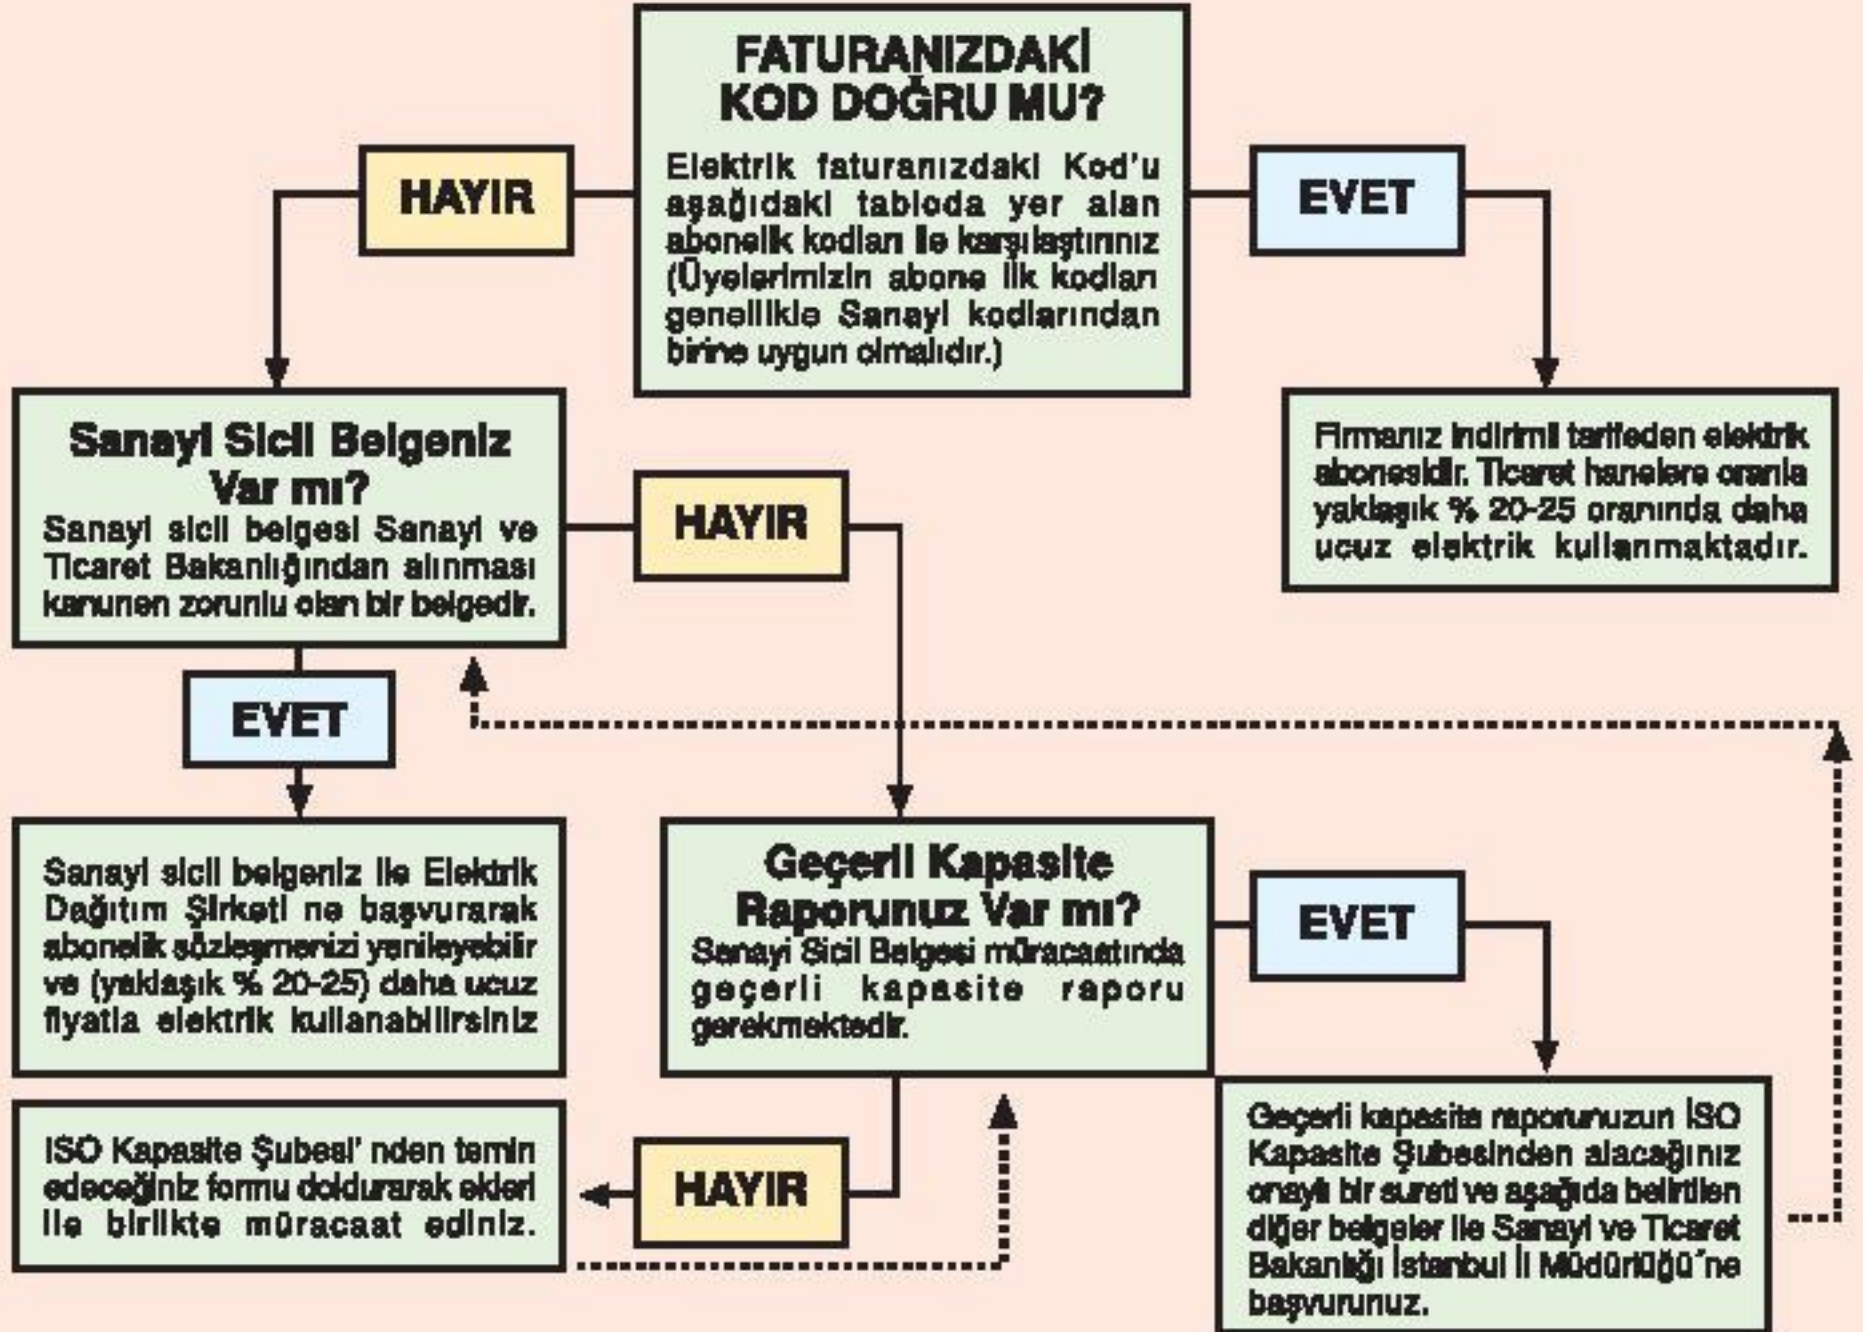 FATURANIZDAKİ
KOD DOĞRU MU?
Elektrik faturanızdaki Kod'u
aşağıdaki tabloda yer alan
abonelik kodları ile karşılaştırınız
(Üyelerimizin abone lik kodları
genellikle Sanayi kodlarından
birine uygun olmalıdır.)
HAYIR
EVET
Sanayi Sicil Belgeniz
Var mı?
Sanayi sicil belgesi Sanayi ve
Ticaret Bakanlığından alınması
kanunen zorunlu olan bir belgedir.
HAYIR
Firmanız indirimli tarifeden elektrik
abonesidir. Ticaret hanelere oranla
yaklaşık % 20-25 oranında daha
ucuz elektrik kullanmaktadır.
EVET
Sanayi sicil belgeniz ile Elektrik
Dağıtım Şirketi ne başvurarak
abonelik sözleşmenizi yenileyebilir
ve (yaklaşık % 20-25) daha ucuz
fiyatla elektrik kullanabilirsiniz
Geçerli Kapasite
Raporunuz Var mı?
Sanayi Sicil Belgesi müracaatında
geçerli kapasite raporu
gerekmektedir.
EVET
ISO Kapasite Şubesi' nden temin
edeceğiniz formu doldurarak ekleri
ile birlikte müracaat ediniz.
HAYIR
Geçerli kapasite raporunuzun İSO
Kapasite Şubesinden alacağınız
onaylı bir sureti ve aşağıda belirtilen
diğer belgeler ile Sanayi ve Ticaret
Bakanlığı İstanbul İl Müdürlüğü´ne
başvurunuz.